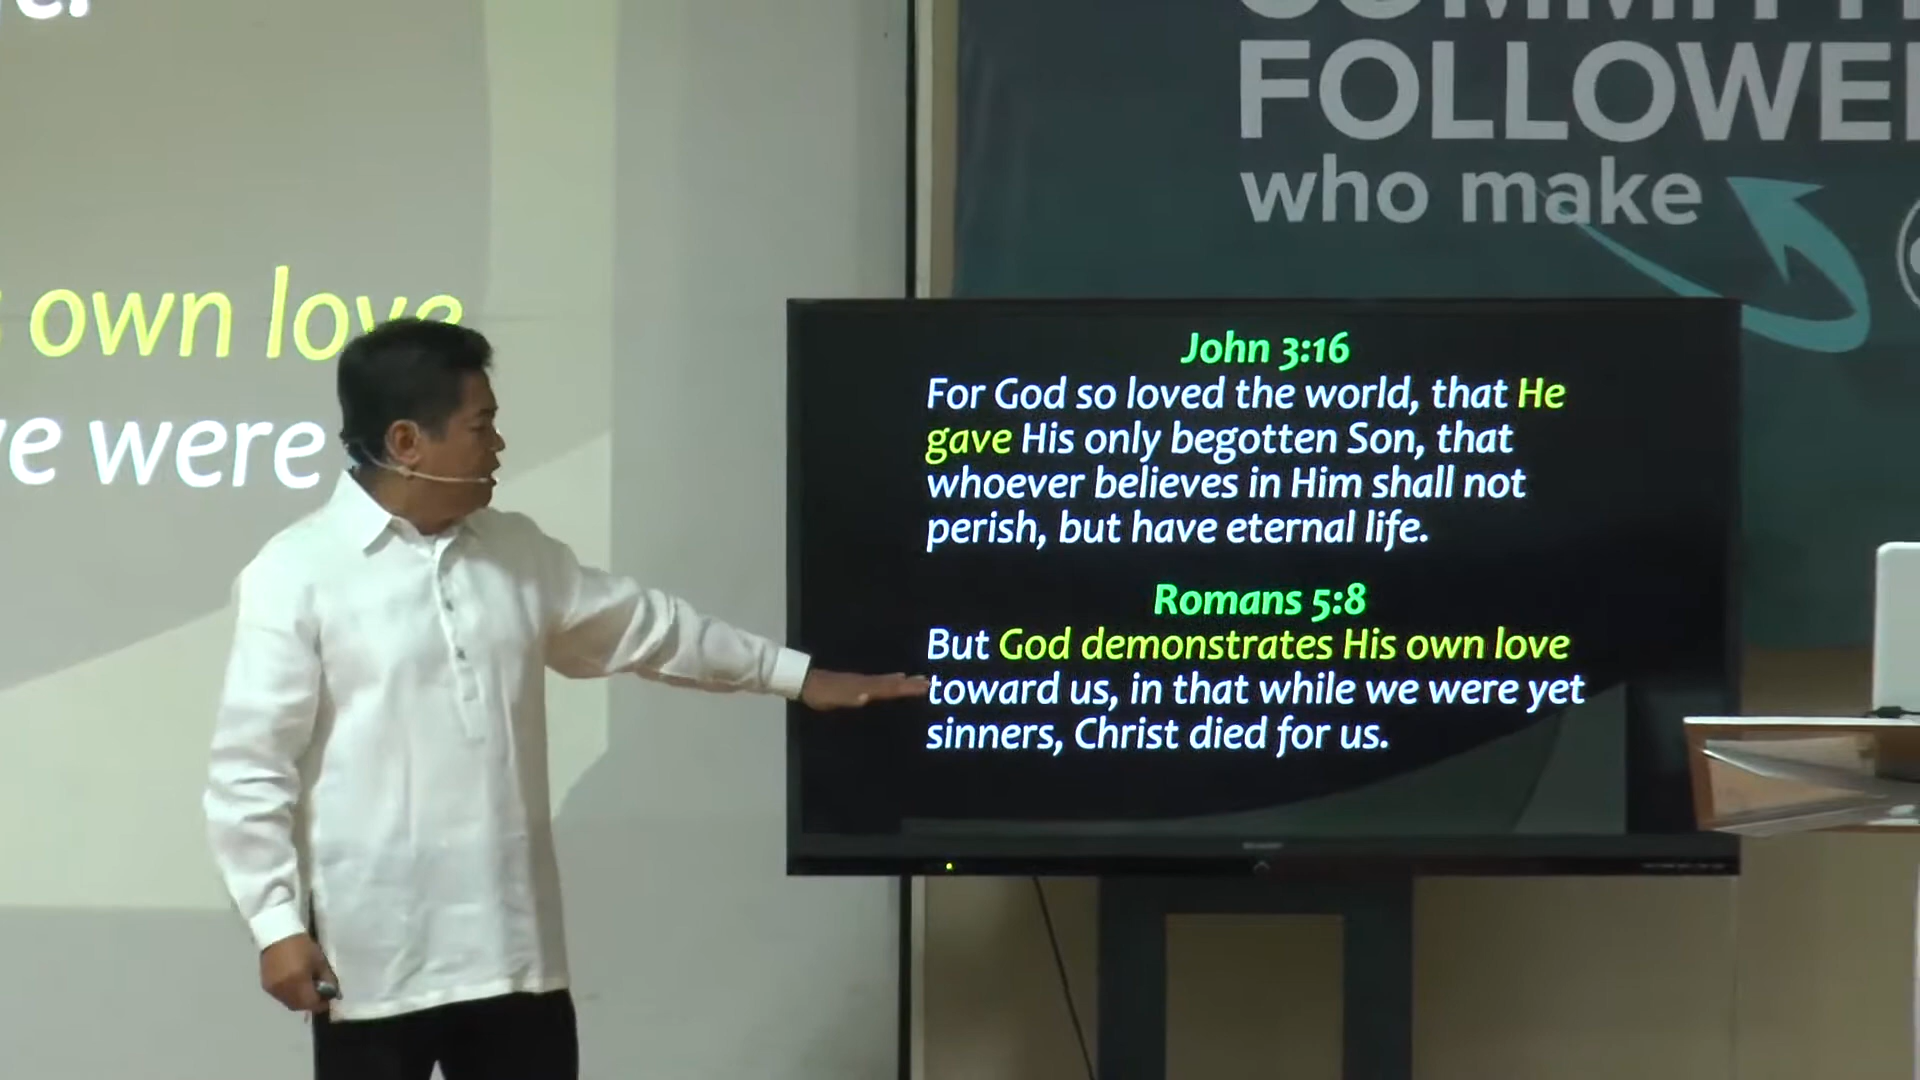 own love
were
COMMITT
FOLLOWE
who make
John 3:16
For God so loved the world, that He
gave His only begotten Son, that
whoever believes in Him shall not
perish, but have eternal life.
Romans 5:8
But God demonstrates His own love
toward us, in that while we were yet
sinners, Christ died for us.